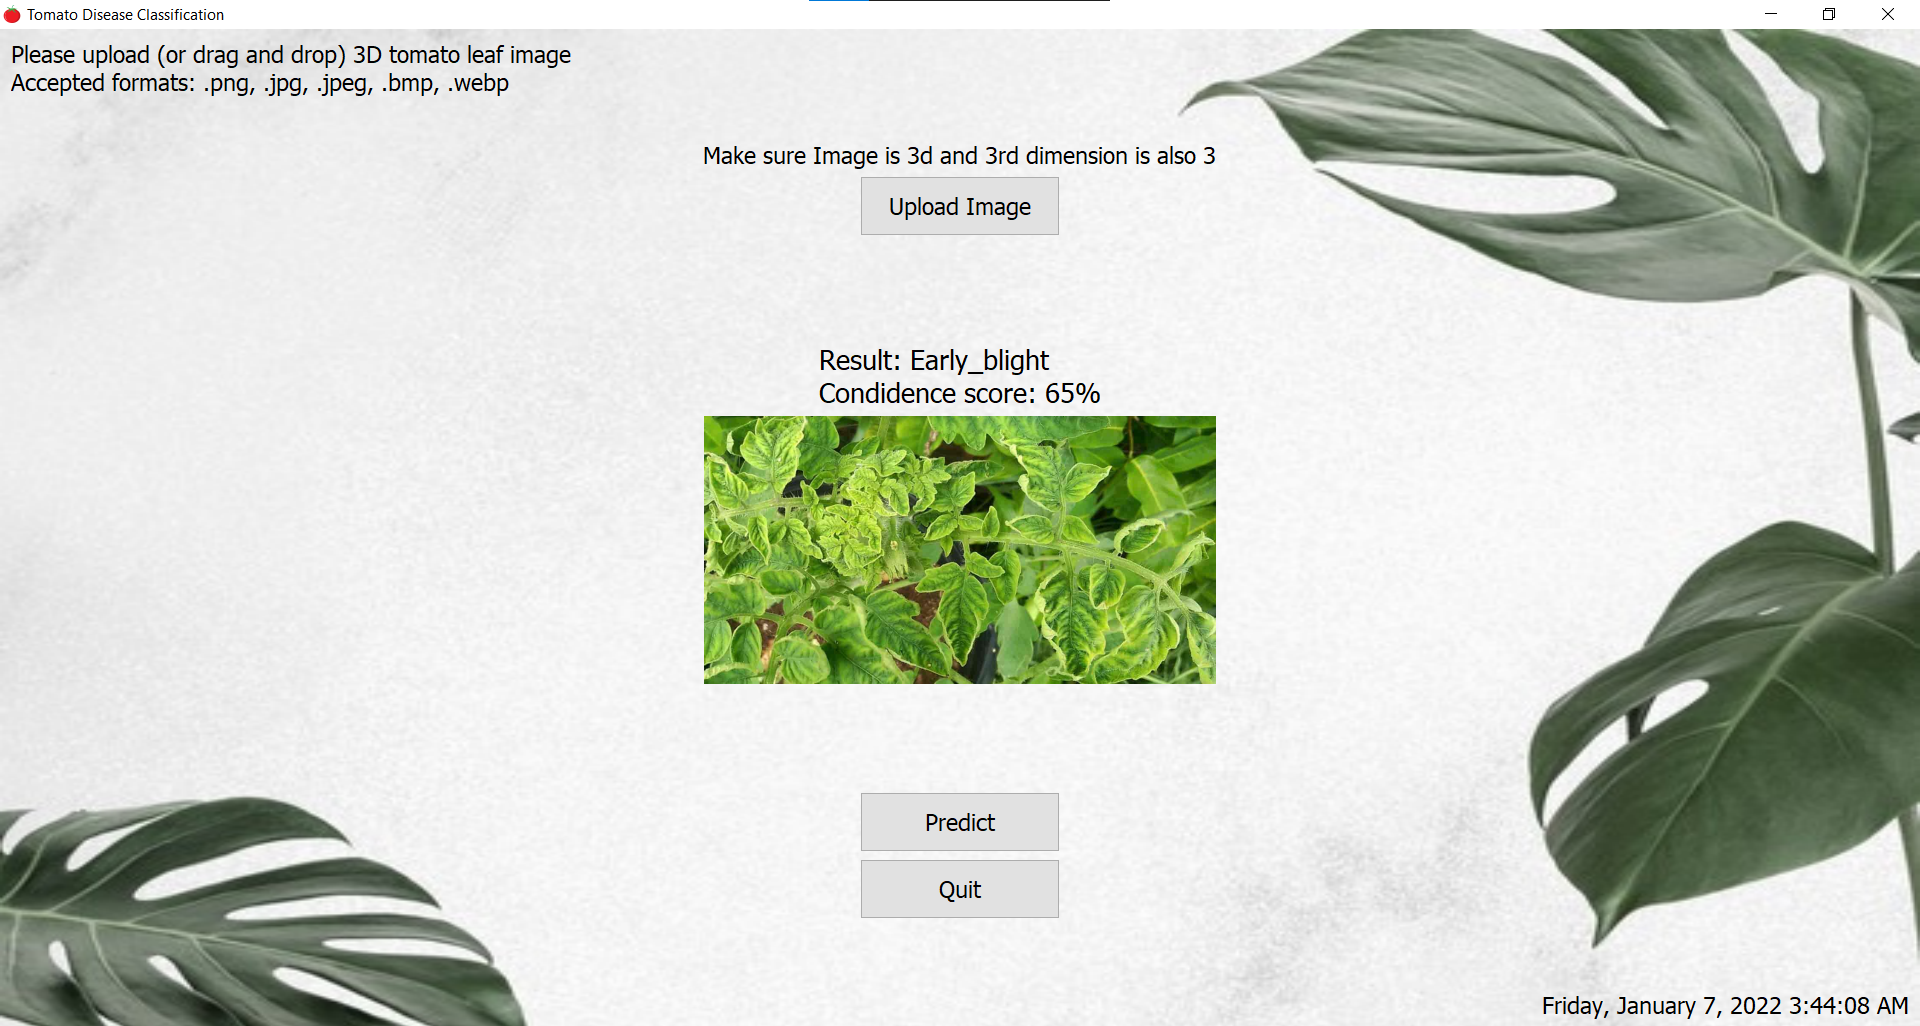 Tomato Disease Classification
Please upload (or drag and drop) 3D tomato leaf image
Accepted formats: .png, .jpg, .jpeg, .bmp, .webp
Make sure Image is 3d and 3rd dimension is also 3
Upload Image
Result: Early_blight
Condidence score: 65%
Predict
Quit
Friday, January 7, 2022 3:44:08 AM